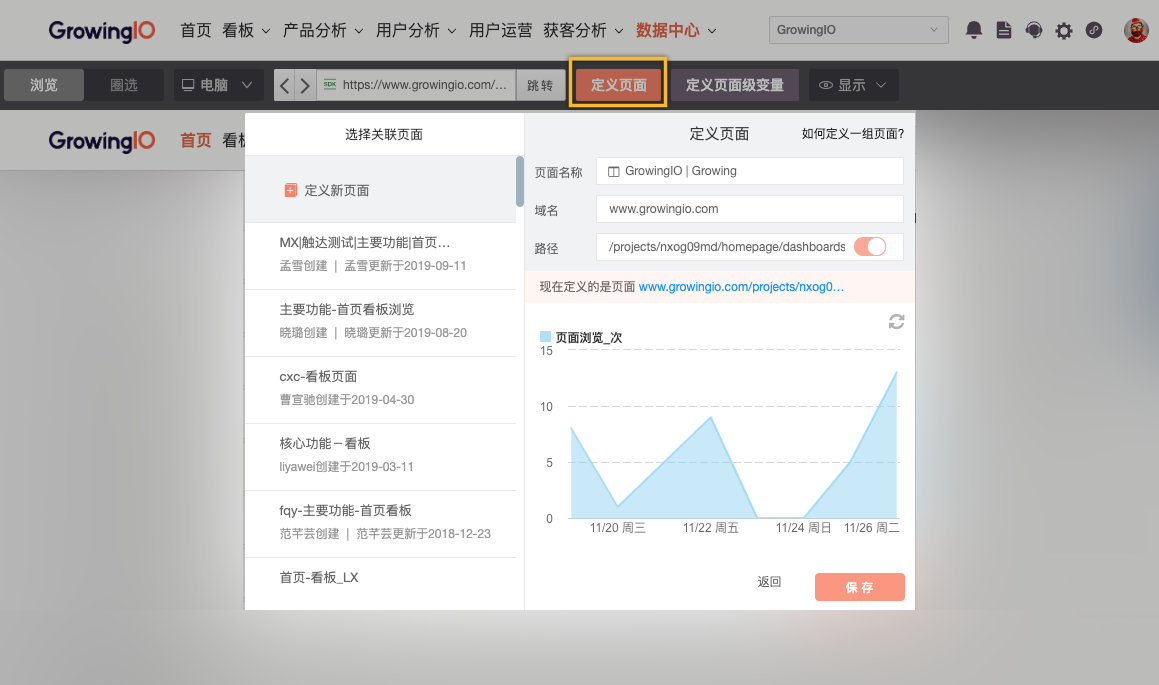 GrowingIO 首页 看板 产品分析 用户分析 用户运营 获客分析 数据中心 GrowingIO
浏览 圈选 电脑 SDK https://www.growingio.com/... 跳转 定义页面 定义页面级变量 显示
GrowingIO 首页 看
选择关联页面
定义新页面
MX|触达测试|主要功能|首页…
孟雪创建 | 孟雪更新于2019-09-11
主要功能-首页看板浏览
晓璐创建 | 晓璐更新于2019-08-20
cxc-看板页面
曹宣驰创建于2019-04-30
核心功能－看板
liyawei创建于2019-03-11
fqy-主要功能-首页看板
范芊芸创建 | 范芊芸更新于2018-12-23
首页-看板_LX
定义页面 如何定义一组页面?
页面名称 GrowingIO | Growing
域名 www.growingio.com
路径 /projects/nxog09md/homepage/dashboards
现在定义的是页面 www.growingio.com/projects/nxog0…
页面浏览_次
15
10
5
0
11/20 周三 11/22 周五 11/24 周日 11/26 周二
返回 保存